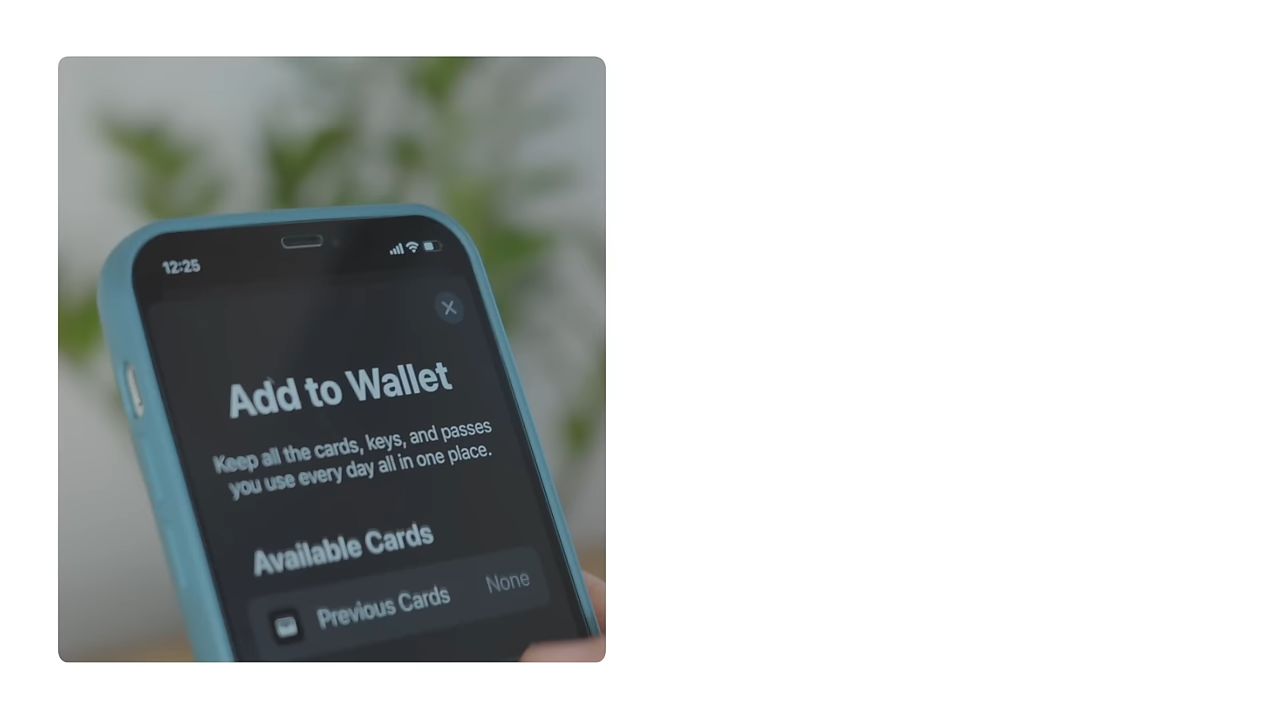 12:25
Add to Wallet
Keep all the cards, keys, and passes
you use every day all in one place.
Available Cards
Previous Cards None